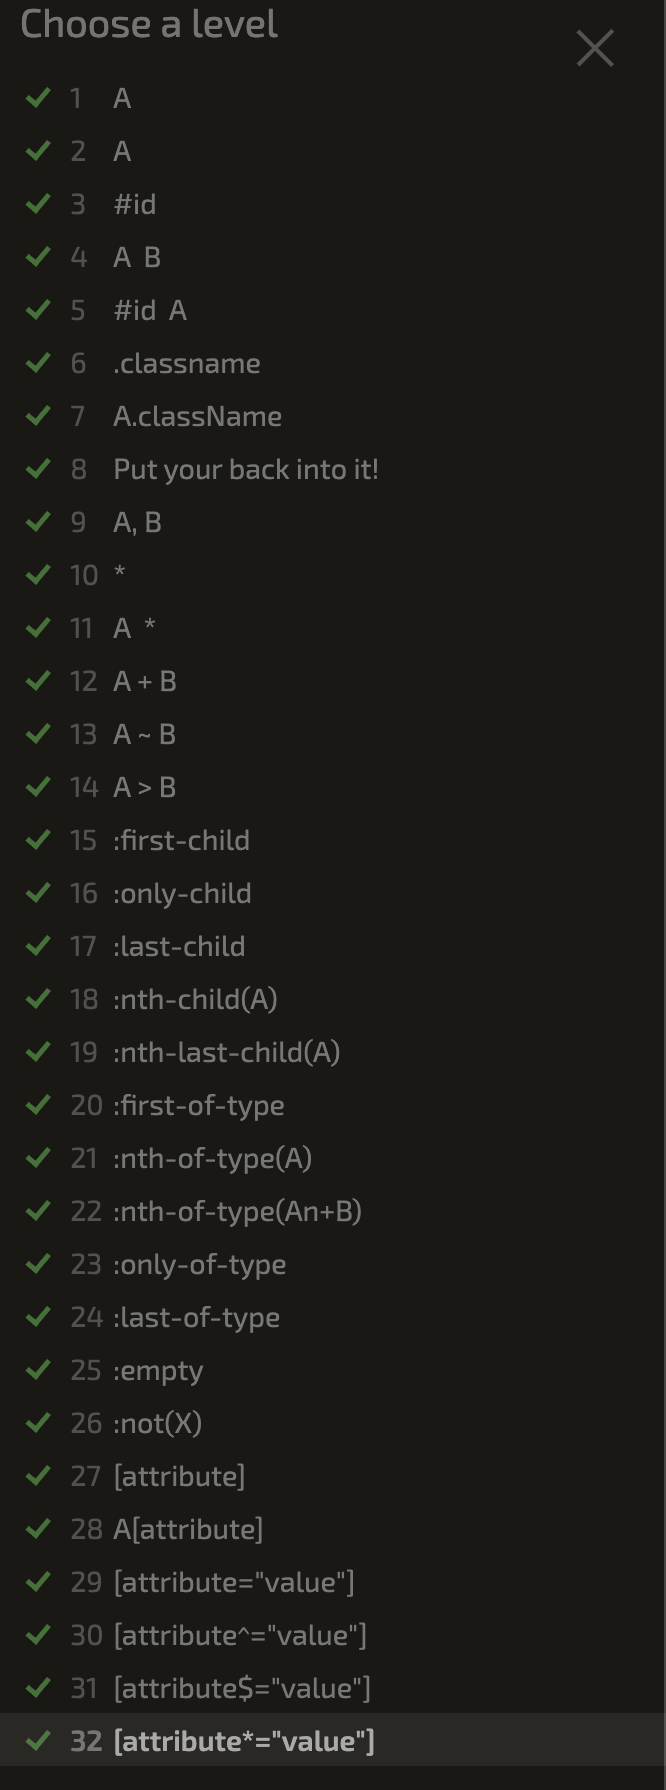 Choose a level
1 A
2 A
3 #id
4 A B
5 #id A
6 .classname
7 A.className
8 Put your back into it!
9 A, B
10 *
11 A *
12 A + B
13 A ~ B
14 A > B
15 :first-child
16 :only-child
17 :last-child
18 :nth-child(A)
19 :nth-last-child(A)
20 :first-of-type
21 :nth-of-type(A)
22 :nth-of-type(An+B)
23 :only-of-type
24 :last-of-type
25 :empty
26 :not(X)
27 [attribute]
28 A[attribute]
29 [attribute="value"]
30 [attribute^="value"]
31 [attribute$="value"]
32 [attribute*="value"]